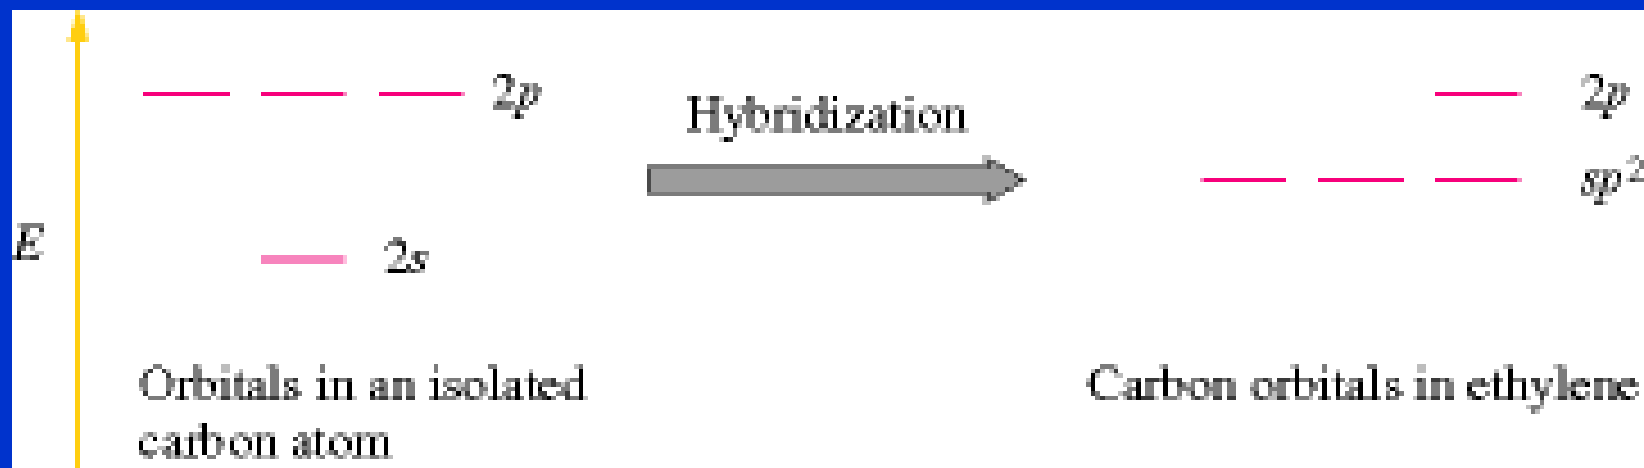 2p
Hybridization
2p
sp²
E
2s
Orbitals in an isolated
carbon atom
Carbon orbitals in ethylene